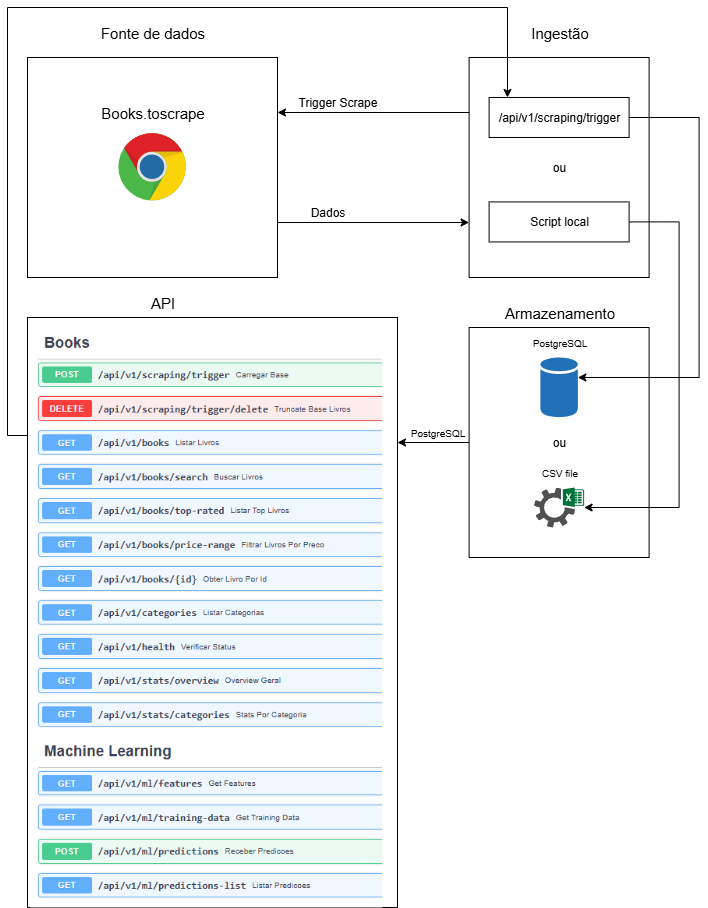 Fonte de dados
Ingestão
Books.toscrape
Trigger Scrape
/api/v1/scraping/trigger
ou
Dados
Script local
API
Armazenamento
Books
POST /api/v1/scraping/trigger Carregar Base
DELETE /api/v1/scraping/trigger/delete Truncate Base Livros
GET /api/v1/books Listar Livros
GET /api/v1/books/search Buscar Livros
GET /api/v1/books/top-rated Listar Top Livros
GET /api/v1/books/price-range Filtrar Livros Por Preco
GET /api/v1/books/{id} Obter Livro Por Id
GET /api/v1/categories Listar Categorias
GET /api/v1/health Verificar Status
GET /api/v1/stats/overview Overview Geral
GET /api/v1/stats/categories Stats Por Categoria
Machine Learning
GET /api/v1/ml/features Get Features
GET /api/v1/ml/training-data Get Training Data
POST /api/v1/ml/predictions Receber Predicoes
GET /api/v1/ml/predictions-list Listar Predicoes
PostgreSQL
PostgreSQL
ou
CSV file
X